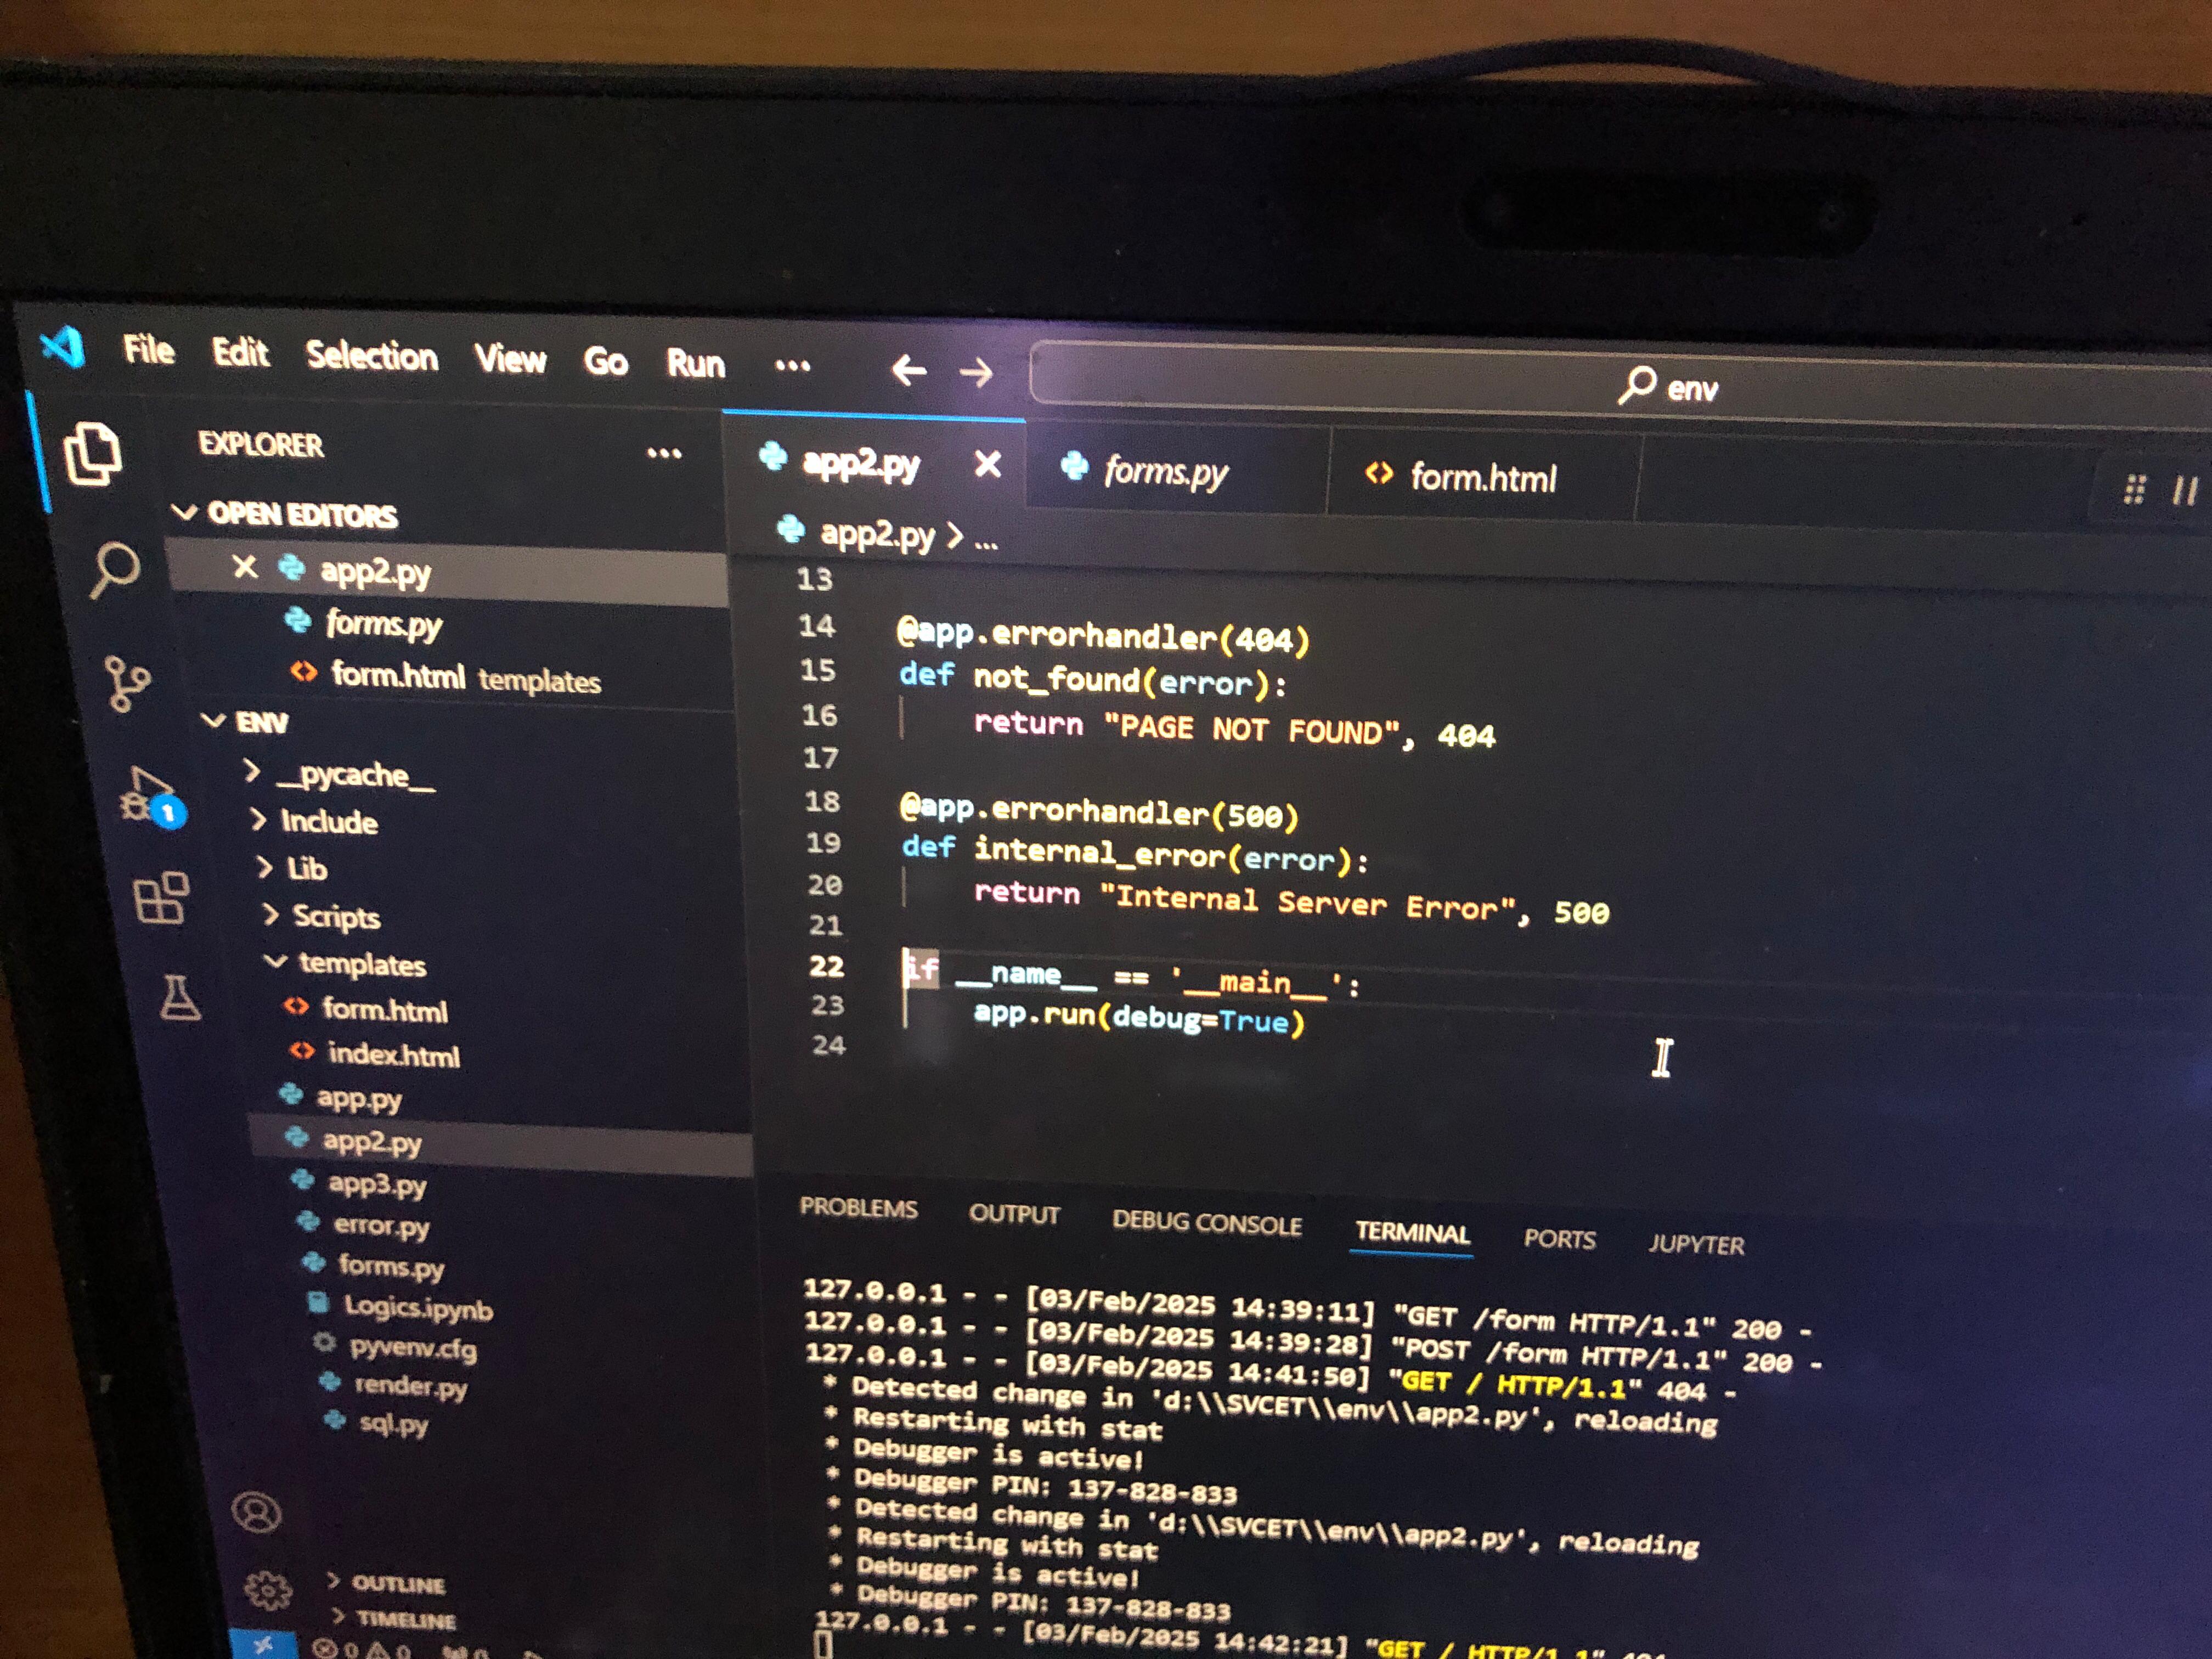 File Edit Selection View Go Run ... env
EXPLORER ...
OPEN EDITORS
app2.py
forms.py
form.html templates
ENV
__pycache__
Include
Lib
Scripts
templates
form.html
index.html
app.py
app2.py
app3.py
error.py
forms.py
Logics.ipynb
pyvenv.cfg
render.py
sql.py
OUTLINE
TIMELINE
1
0 0 0
app2.py forms.py form.html
app2.py > ...
13
14 @app.errorhandler(404)
15 def not_found(error):
16 return "PAGE NOT FOUND", 404
17
18 @app.errorhandler(500)
19 def internal_error(error):
20 return "Internal Server Error", 500
21
22 if __name__ == '__main__':
23 app.run(debug=True)
24
PROBLEMS OUTPUT DEBUG CONSOLE TERMINAL PORTS JUPYTER
127.0.0.1 - - [03/Feb/2025 14:39:11] "GET /form HTTP/1.1" 200 -
127.0.0.1 - - [03/Feb/2025 14:39:28] "POST /form HTTP/1.1" 200 -
127.0.0.1 - - [03/Feb/2025 14:41:50] "GET / HTTP/1.1" 404 -
* Detected change in 'd:\\SVCET\\env\\app2.py', reloading
* Restarting with stat
* Debugger is active!
* Debugger PIN: 137-828-833
* Detected change in 'd:\\SVCET\\env\\app2.py', reloading
* Restarting with stat
* Debugger is active!
* Debugger PIN: 137-828-833
127.0.0.1 - - [03/Feb/2025 14:42:21] "GET / HTTP/1.1" 404